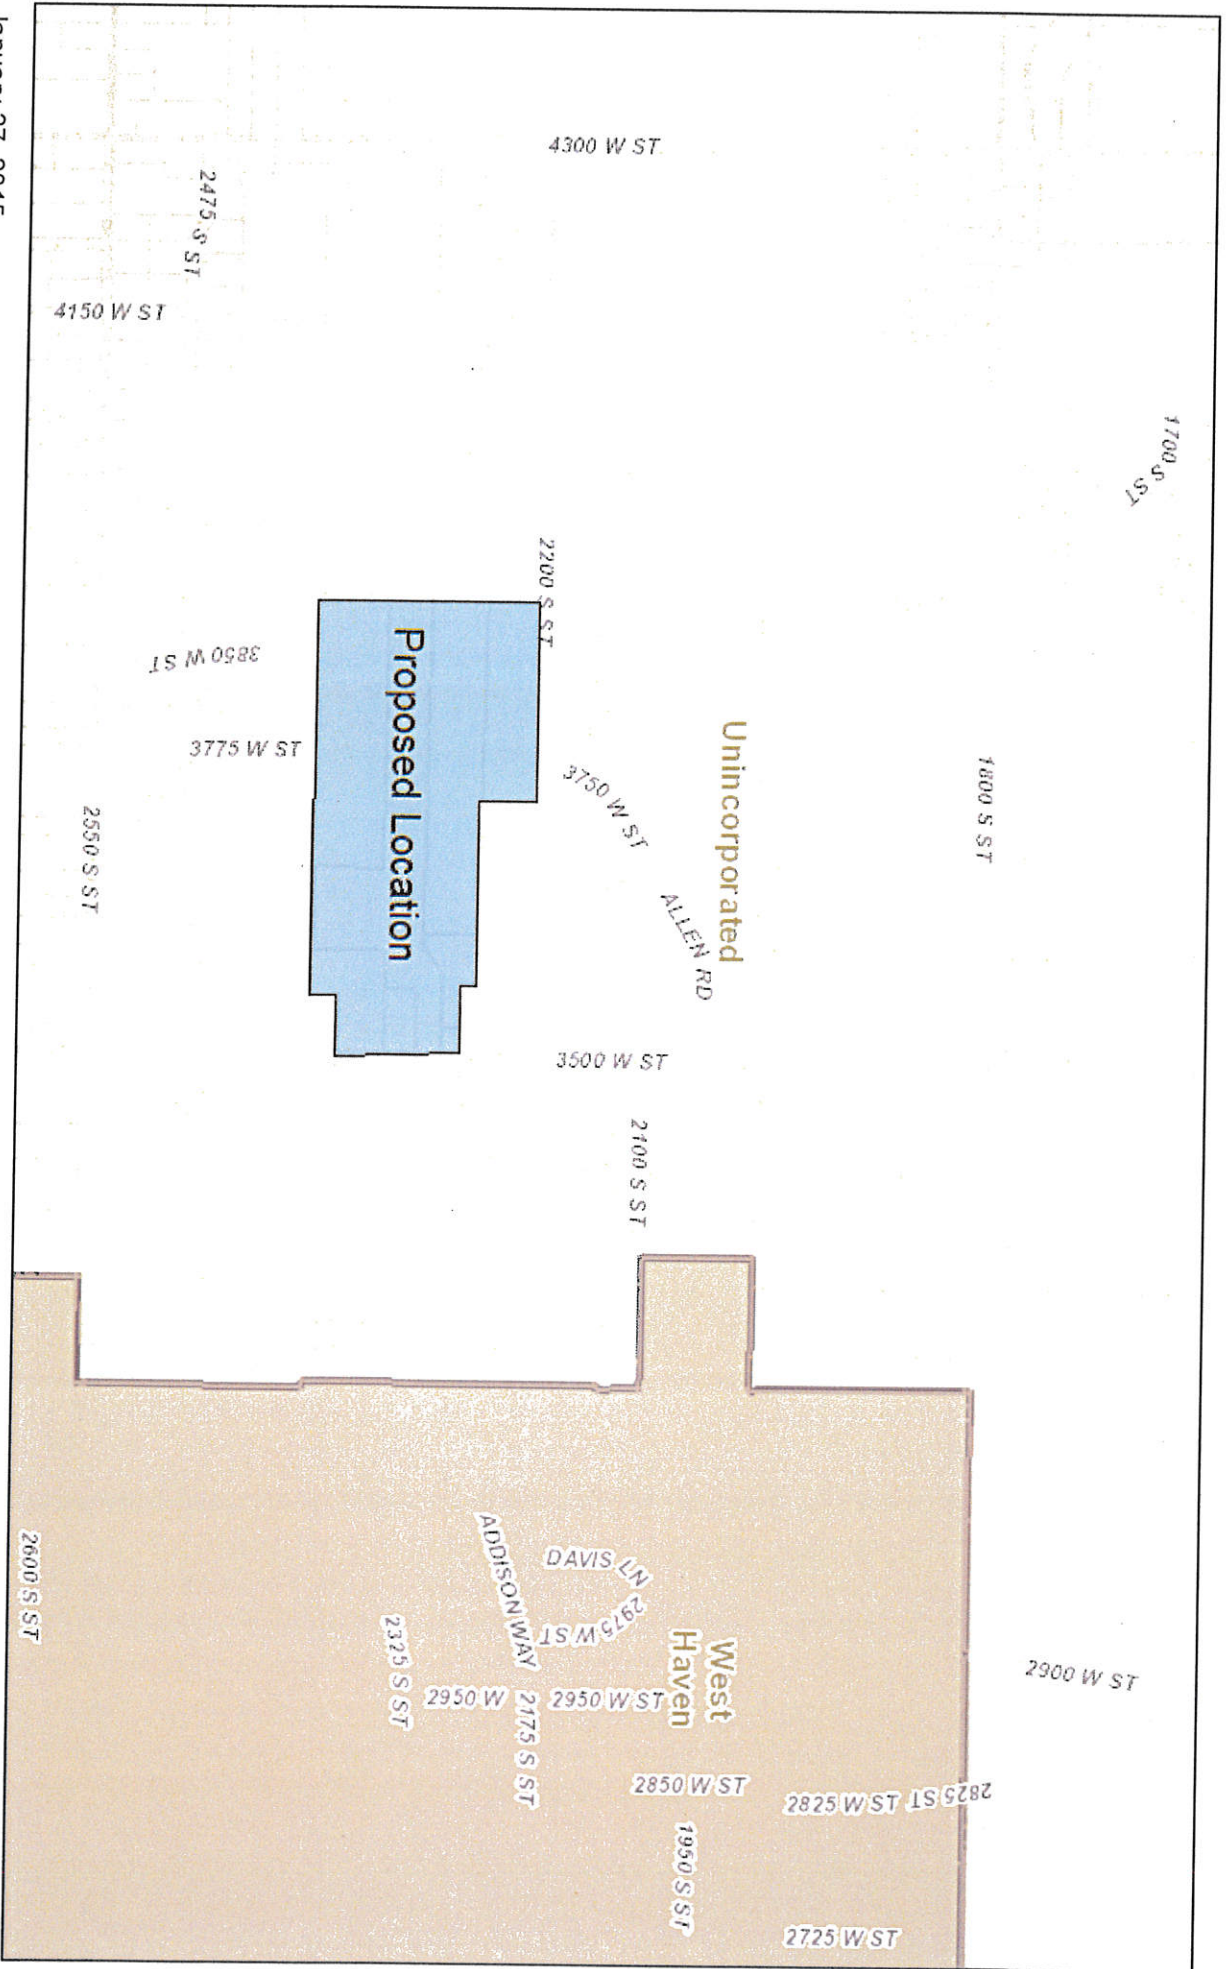 1700 S ST
4300 W ST
2475 S ST
4150 W ST
2200 S ST
Unincorporated
1800 S ST
3750 W ST
ALLEN RD
Proposed Location
3850 W ST
3775 W ST
2550 S ST
3500 W ST
2100 S ST
2900 W ST
DAVIS LN
2975 W ST
ADDISON WAY
West
Haven
2325 S ST
2950 W
2950 W ST
2175 S ST
2600 S ST
2850 W ST
2825 W ST
2825 ST
1950 S ST
2725 W ST